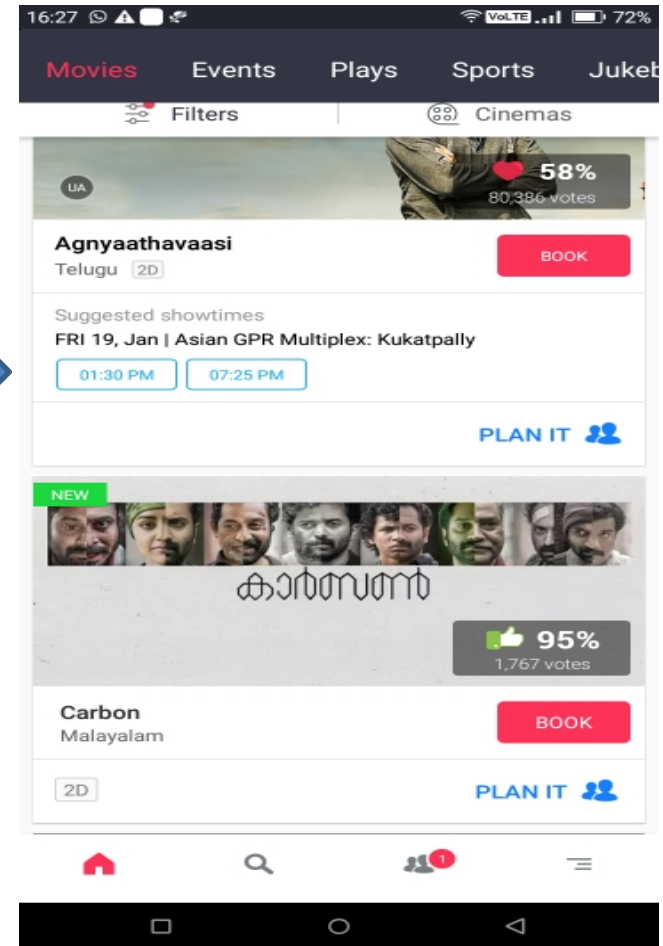 16:27 VoLTE 72%
Movies Events Plays Sports Jukeb
Filters Cinemas
UA
58%
80,386 votes
Agnyaathavaasi
Telugu 2D
BOOK
Suggested showtimes
FRI 19, Jan | Asian GPR Multiplex: Kukatpally
01:30 PM 07:25 PM
PLAN IT
NEW
കാർബൺ
95%
1,767 votes
Carbon
Malayalam
BOOK
2D
PLAN IT
1